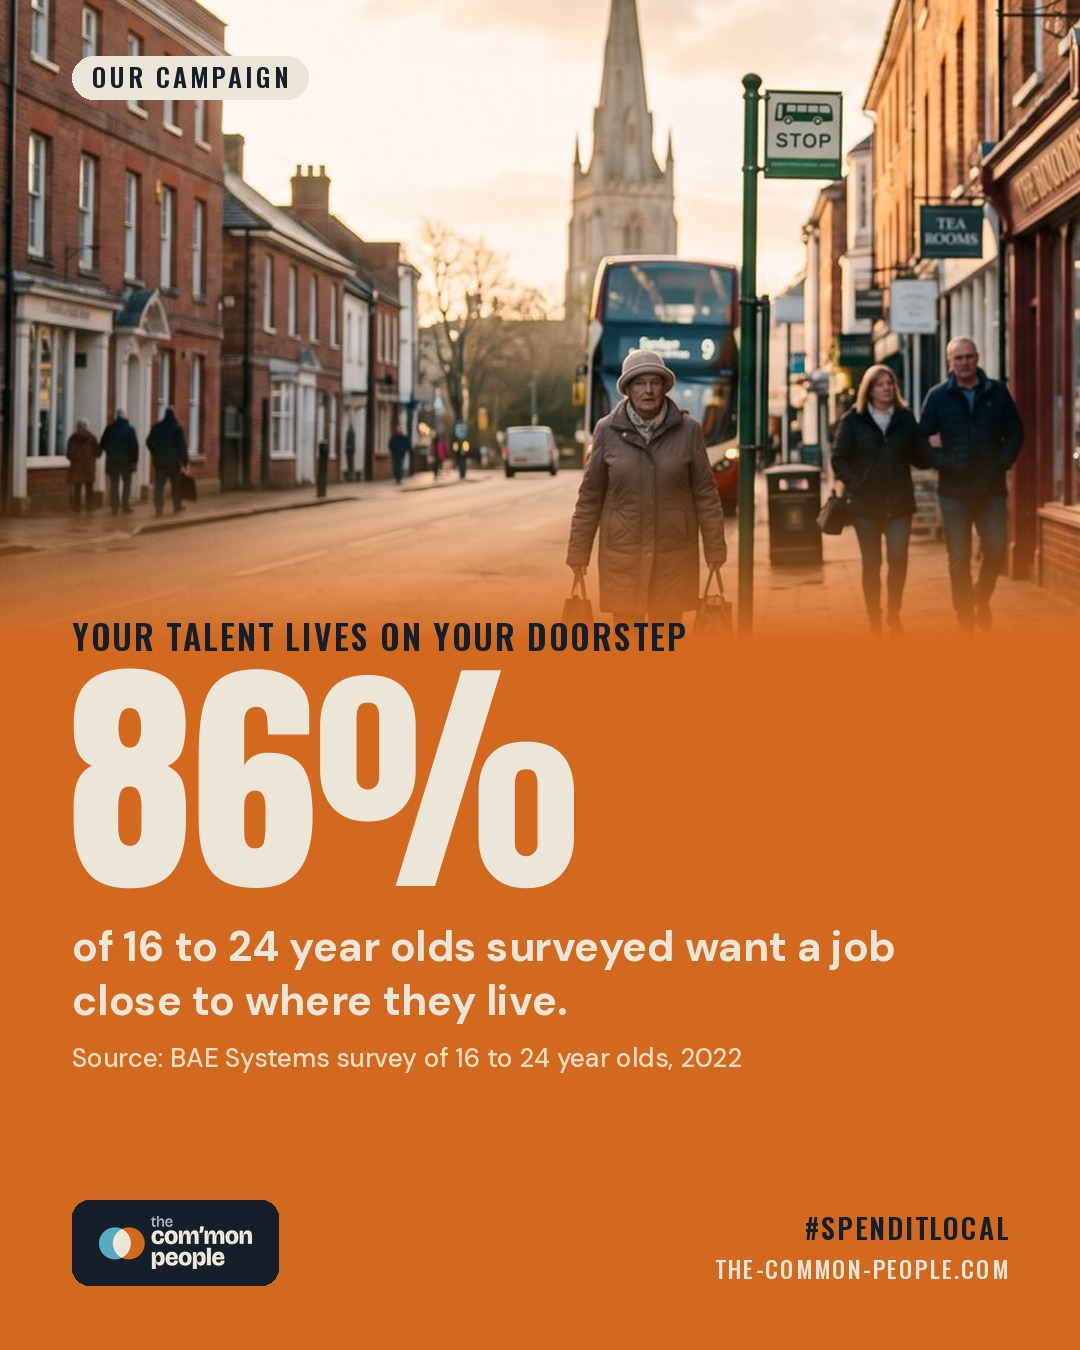 OUR CAMPAIGN
STOP
TEA
ROOMS
9
YOUR TALENT LIVES ON YOUR DOORSTEP
86%
of 16 to 24 year olds surveyed want a job
close to where they live.
Source: BAE Systems survey of 16 to 24 year olds, 2022
the
com'mon
people
#SPENDITLOCAL
THE-COMMON-PEOPLE.COM